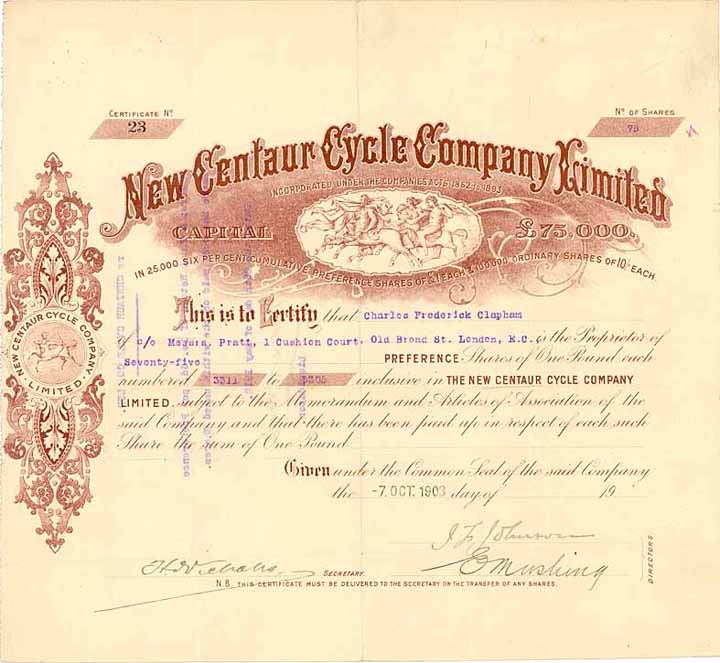 CERTIFICATE No
23
No OF SHARES
75
NEW CENTAUR CYCLE COMPANY LIMITED
INCORPORATED UNDER THE COMPANIES ACTS 1862 TO 1893
CAPITAL £75,000.
IN 25,000 SIX PER CENT CUMULATIVE PREFERENCE SHARES OF £1 EACH & 100,000 ORDINARY SHARES OF 10/- EACH
This is to Certify that Charles Frederick Clapham
of c/o Messrs. Pratt, 1 Cushion Court, Old Broad St. London, E.C. is the Proprietor of
Seventy-five PREFERENCE Shares of One Pound each
numbered to inclusive in THE NEW CENTAUR CYCLE COMPANY
LIMITED. subject to the Memorandum and Articles of Association of the
said Company and that there has been paid up in respect of each such
Share the sum of One Pound
Given under the Common Seal of the said Company
the -7. OCT. 1903 day of 19
NEW CENTAUR CYCLE COMPANY
LIMITED.
SECRETARY.
DIRECTORS
N.B. THIS CERTIFICATE MUST BE DELIVERED TO THE SECRETARY ON THE TRANSFER OF ANY SHARES.